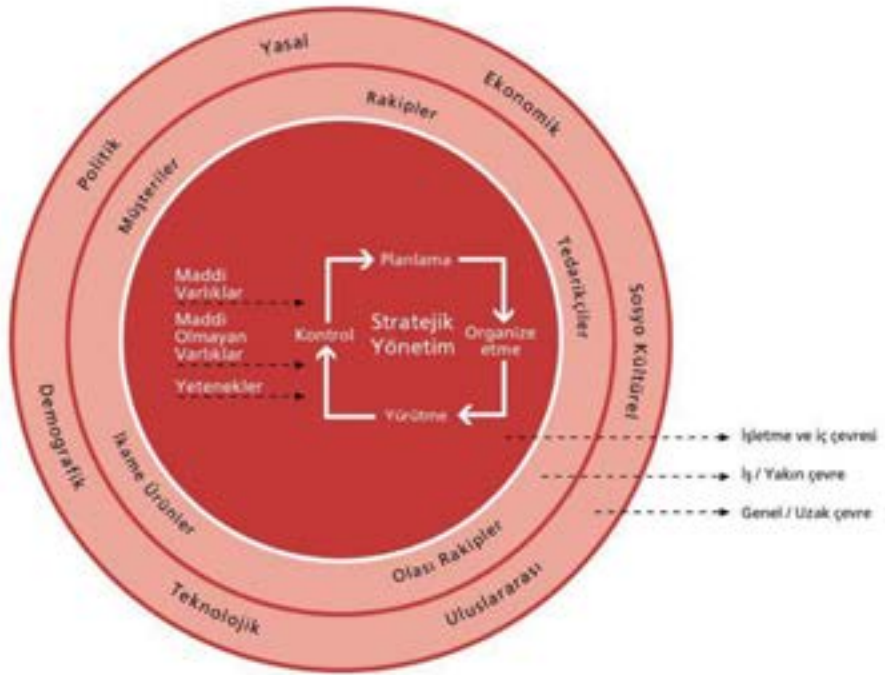 Yasal
Ekonomik
Politik
Rakipler
Müşteriler
Tedarikçiler
Sosyo Kültürel
Maddi
Varlıklar
Maddi
Olmayan
Varlıklar
Yetenekler
Planlama
Kontrol
Stratejik
Yönetim
Organize
etme
Yürütme
Demografik
İkame Ürünler
Olası Rakipler
Teknolojik
Uluslararası
İşletme ve iç çevresi
İş / Yakın çevre
Genel / Uzak çevre